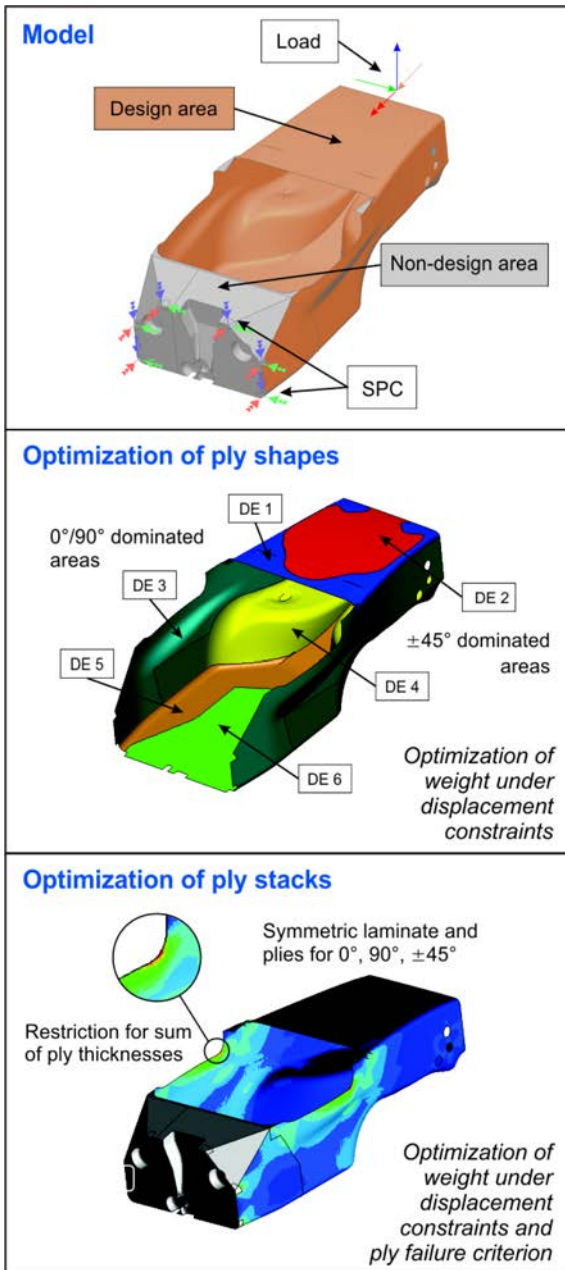 Model
Load
Design area
Non-design area
SPC
Optimization of ply shapes
DE 1
0°/90° dominated
areas
DE 3
DE 2
±45° dominated
areas
DE 5
DE 4
DE 6
Optimization of
weight under
displacement
constraints
Optimization of ply stacks
Symmetric laminate and
plies for 0°, 90°, ±45°
Restriction for sum
of ply thicknesses
Optimization of
weight under
displacement
constraints and
ply failure criterion